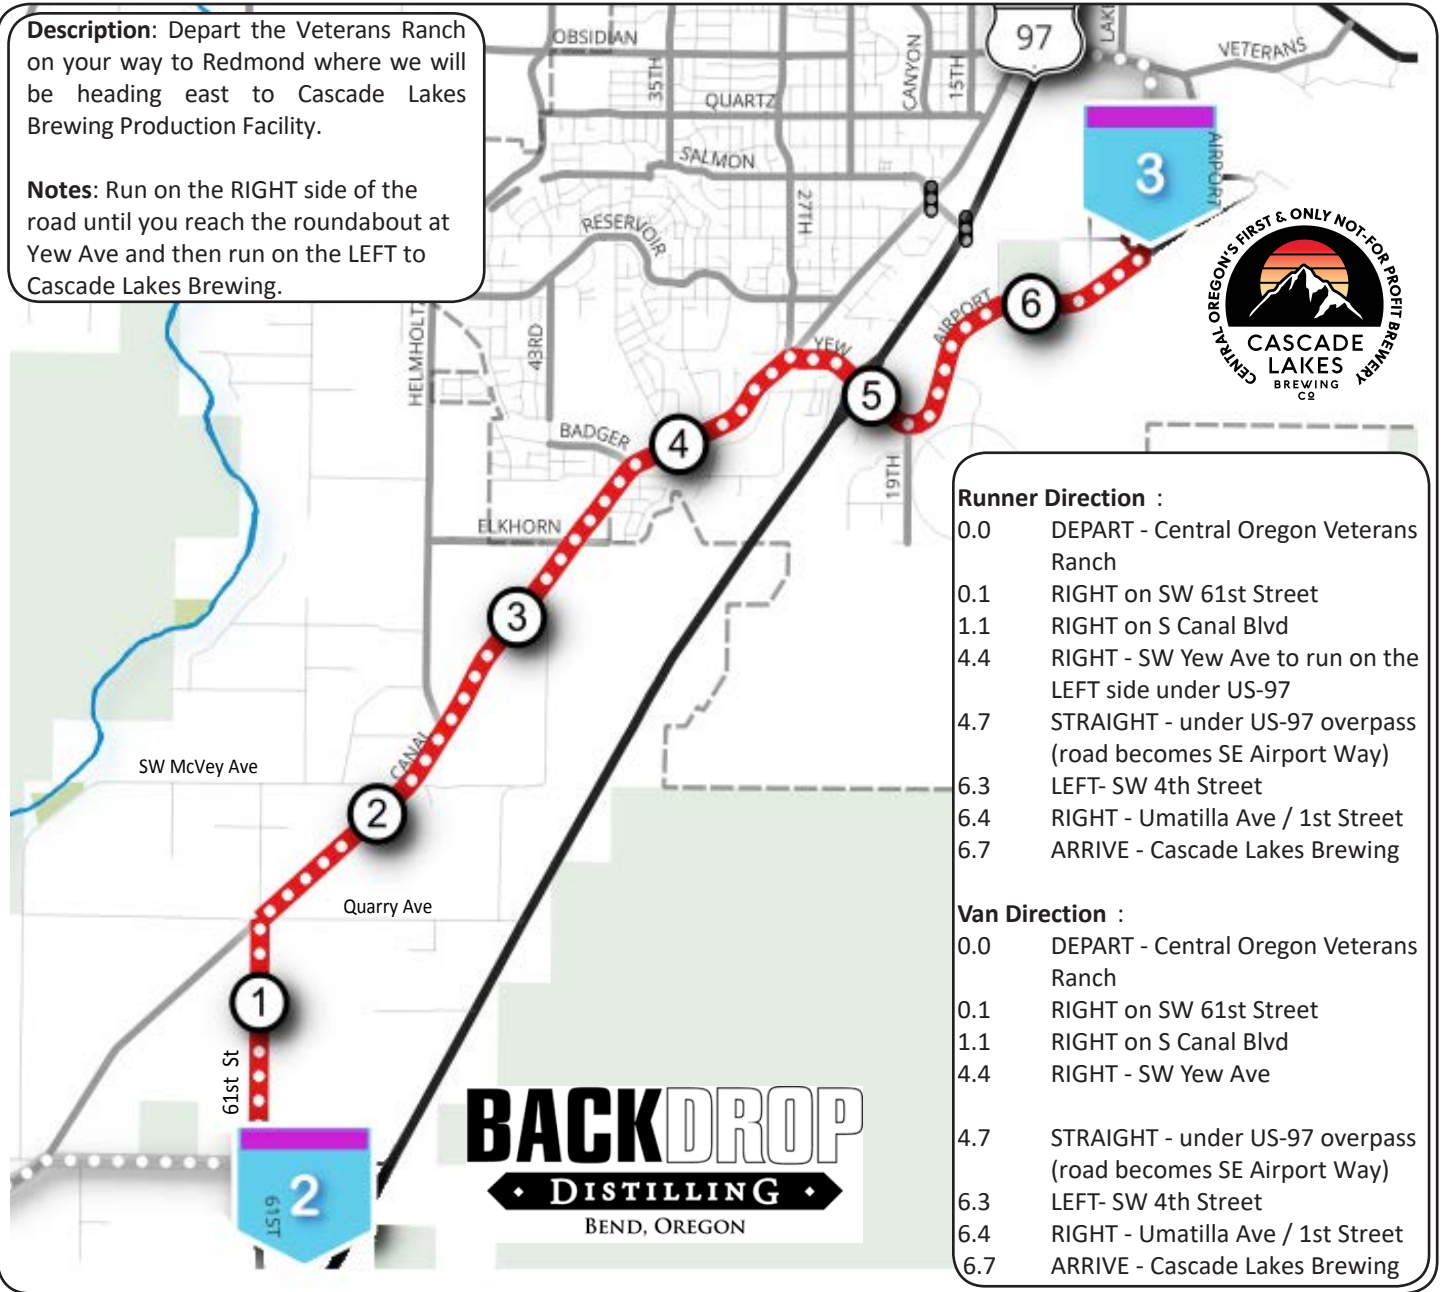 Description: Depart the Veterans Ranch
on your way to Redmond where we will
be heading east to Cascade Lakes
Brewing Production Facility.
Notes: Run on the RIGHT side of the
road until you reach the roundabout at
Yew Ave and then run on the LEFT to
Cascade Lakes Brewing.
OBSIDIAN
35TH
QUARTZ
CANYON
15TH
97
LAKE
VETERANS
SALMON
27TH
RESERVOIR
AIRPORT
3
HELMHOLTZ
43RD
YEW
AIRPORT
6
5
BADGER
4
19TH
ELKHORN
3
CANAL
SW McVey Ave
2
Quarry Ave
1
61st St
2
61ST
CENTRAL OREGON'S FIRST & ONLY NOT-FOR PROFIT BREWERY
CASCADE
LAKES
BREWING
CO
BACKDROP
DISTILLING
BEND, OREGON
Runner Direction :
0.0 DEPART - Central Oregon Veterans
Ranch
0.1 RIGHT on SW 61st Street
1.1 RIGHT on S Canal Blvd
4.4 RIGHT - SW Yew Ave to run on the
LEFT side under US-97
4.7 STRAIGHT - under US-97 overpass
(road becomes SE Airport Way)
6.3 LEFT- SW 4th Street
6.4 RIGHT - Umatilla Ave / 1st Street
6.7 ARRIVE - Cascade Lakes Brewing
Van Direction :
0.0 DEPART - Central Oregon Veterans
Ranch
0.1 RIGHT on SW 61st Street
1.1 RIGHT on S Canal Blvd
4.4 RIGHT - SW Yew Ave
4.7 STRAIGHT - under US-97 overpass
(road becomes SE Airport Way)
6.3 LEFT- SW 4th Street
6.4 RIGHT - Umatilla Ave / 1st Street
6.7 ARRIVE - Cascade Lakes Brewing